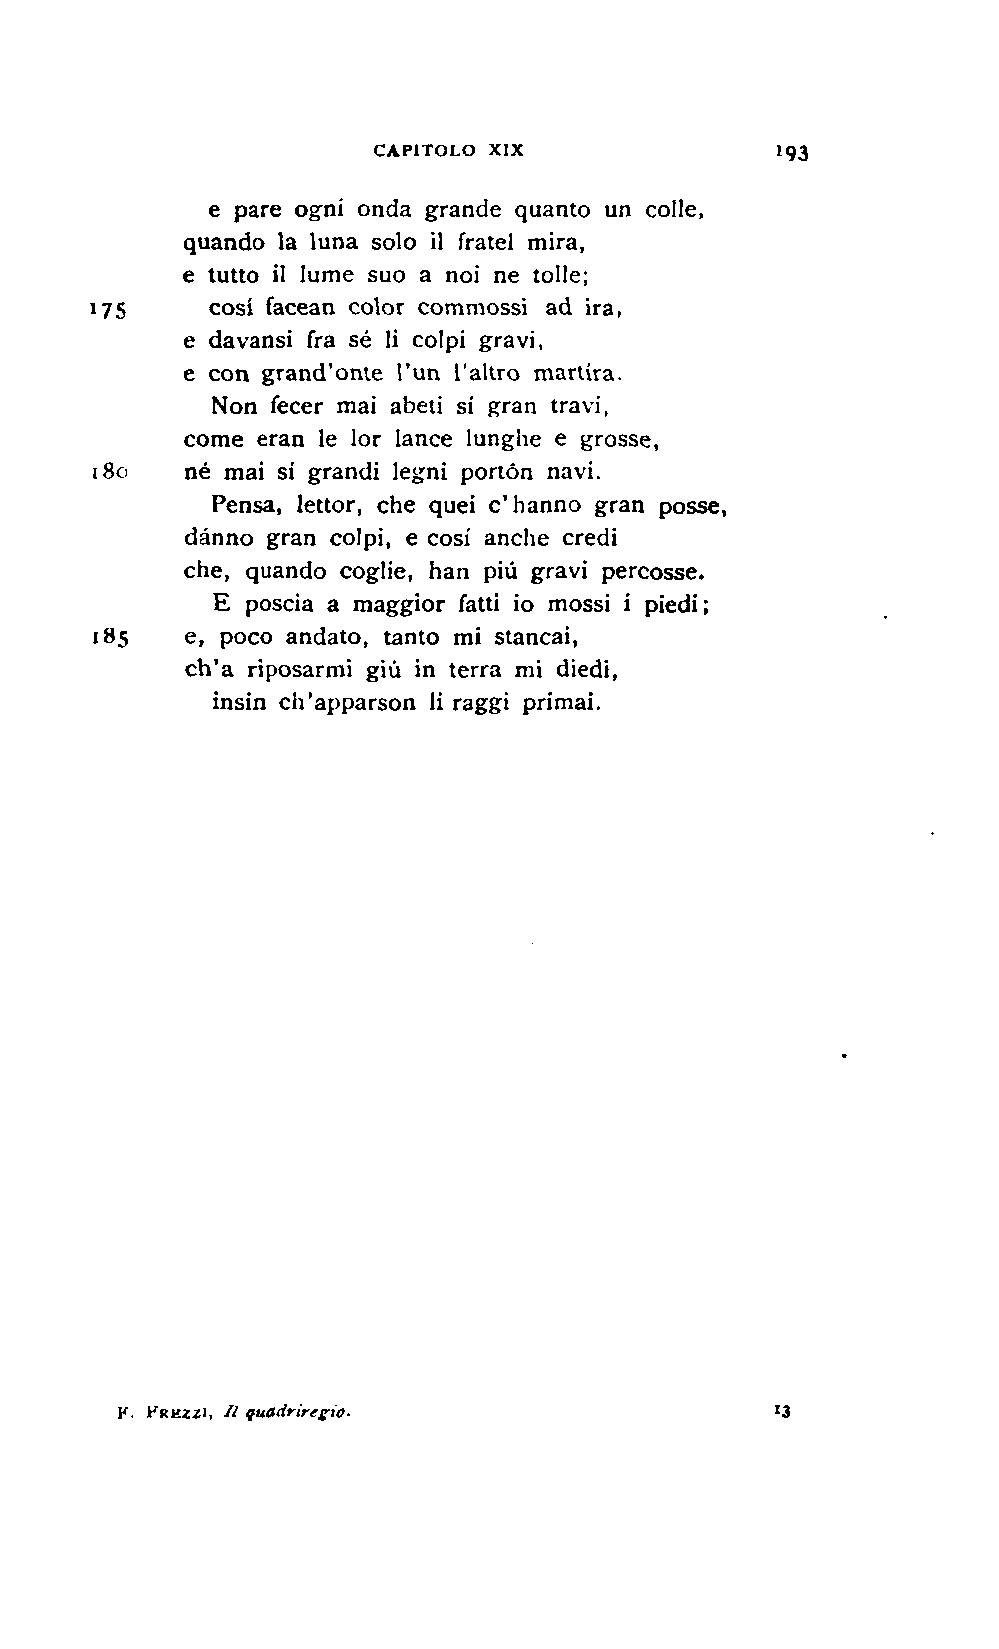 CAPITOLO XIX 193
e pare ogni onda grande quanto un colle,
quando la luna solo il fratel mira,
e tutto il lume suo a noi ne tolle;
175 cosí facean color commossi ad ira,
e davansi fra sé li colpi gravi,
e con grand'onte l'un l'altro martira.
Non fecer mai abeti sí gran travi,
come eran le lor lance lunghe e grosse,
180 né mai sí grandi legni portôn navi.
Pensa, lettor, che quei c'hanno gran posse,
dánno gran colpi, e cosí anche credi
che, quando coglie, han piú gravi percosse.
E poscia a maggior fatti io mossi i piedi;
185 e, poco andato, tanto mi stancai,
ch'a riposarmi giú in terra mi diedi,
insin ch'apparson li raggi primai.
F. FREZZI, Il quadriregio. 13